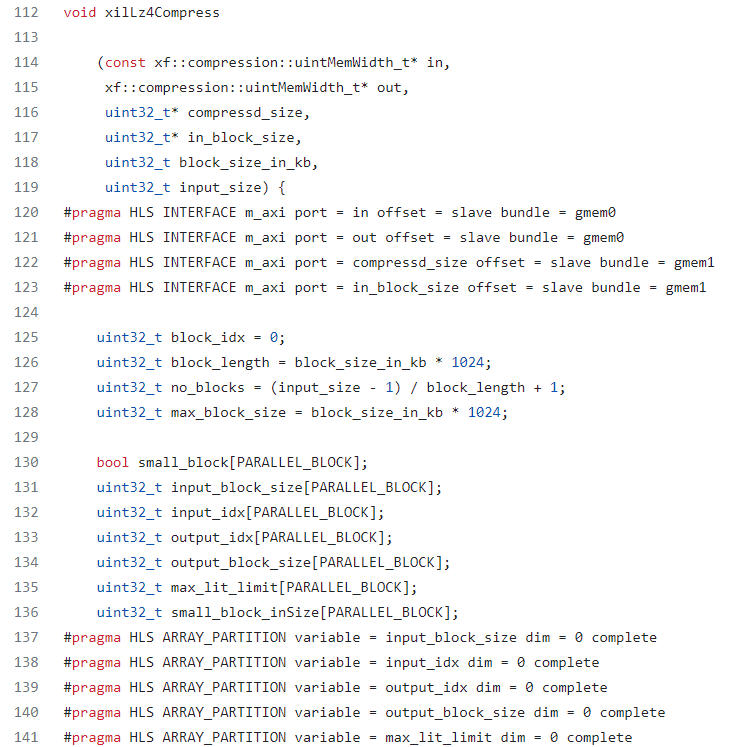 112 void xilLz4Compress
113
114 (const xf::compression::uintMemWidth_t* in,
115 xf::compression::uintMemWidth_t* out,
116 uint32_t* compressd_size,
117 uint32_t* in_block_size,
118 uint32_t block_size_in_kb,
119 uint32_t input_size) {
120 #pragma HLS INTERFACE m_axi port = in offset = slave bundle = gmem0
121 #pragma HLS INTERFACE m_axi port = out offset = slave bundle = gmem0
122 #pragma HLS INTERFACE m_axi port = compressd_size offset = slave bundle = gmem1
123 #pragma HLS INTERFACE m_axi port = in_block_size offset = slave bundle = gmem1
124
125 uint32_t block_idx = 0;
126 uint32_t block_length = block_size_in_kb * 1024;
127 uint32_t no_blocks = (input_size - 1) / block_length + 1;
128 uint32_t max_block_size = block_size_in_kb * 1024;
129
130 bool small_block[PARALLEL_BLOCK];
131 uint32_t input_block_size[PARALLEL_BLOCK];
132 uint32_t input_idx[PARALLEL_BLOCK];
133 uint32_t output_idx[PARALLEL_BLOCK];
134 uint32_t output_block_size[PARALLEL_BLOCK];
135 uint32_t max_lit_limit[PARALLEL_BLOCK];
136 uint32_t small_block_inSize[PARALLEL_BLOCK];
137 #pragma HLS ARRAY_PARTITION variable = input_block_size dim = 0 complete
138 #pragma HLS ARRAY_PARTITION variable = input_idx dim = 0 complete
139 #pragma HLS ARRAY_PARTITION variable = output_idx dim = 0 complete
140 #pragma HLS ARRAY_PARTITION variable = output_block_size dim = 0 complete
141 #pragma HLS ARRAY_PARTITION variable = max_lit_limit dim = 0 complete